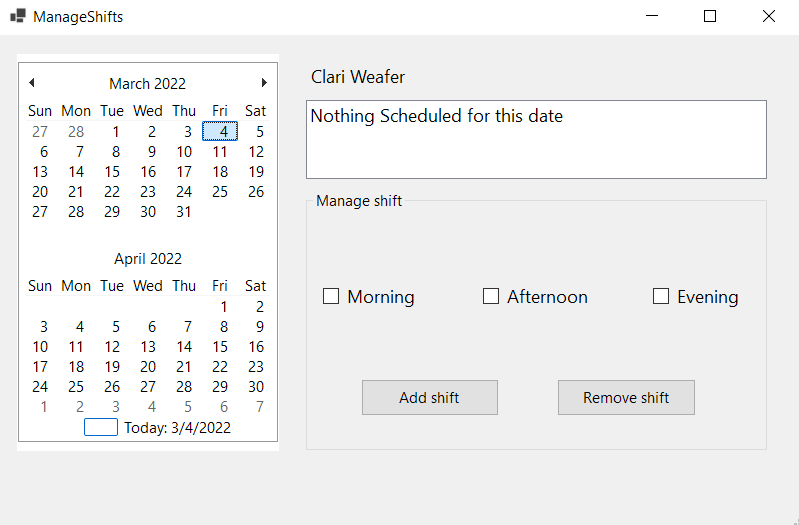 ManageShifts
March 2022
Sun Mon Tue Wed Thu Fri Sat
27 28 1 2 3 4 5
6 7 8 9 10 11 12
13 14 15 16 17 18 19
20 21 22 23 24 25 26
27 28 29 30 31
April 2022
Sun Mon Tue Wed Thu Fri Sat
1 2
3 4 5 6 7 8 9
10 11 12 13 14 15 16
17 18 19 20 21 22 23
24 25 26 27 28 29 30
1 2 3 4 5 6 7
Today: 3/4/2022
Clari Weafer
Nothing Scheduled for this date
Manage shift
Morning Afternoon Evening
Add shift Remove shift